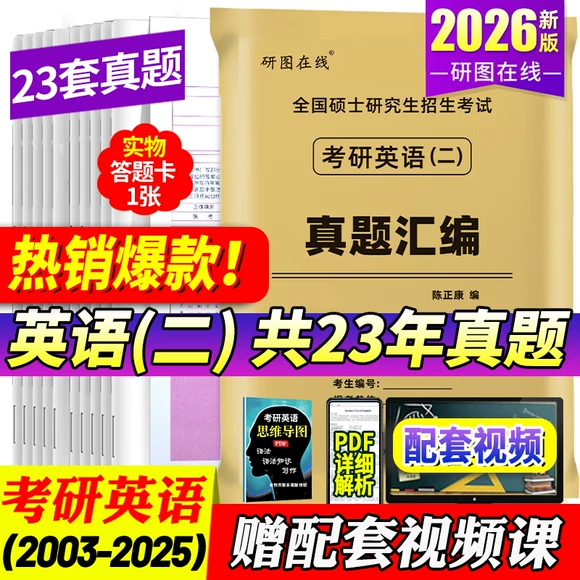 23套真题
2026新版
研图在线
研图在线®
全国硕士研究生招生考试
考研英语(二)
真题汇编
陈正康 编
实物
答题卡
1张
热销爆款!
英语(二) 共23年真题
考生编号:
考研英语
思维导图
PDF
语法
PDF
详细
解析
配套视频
考研英语
(2003-2025)
赠配套视频课